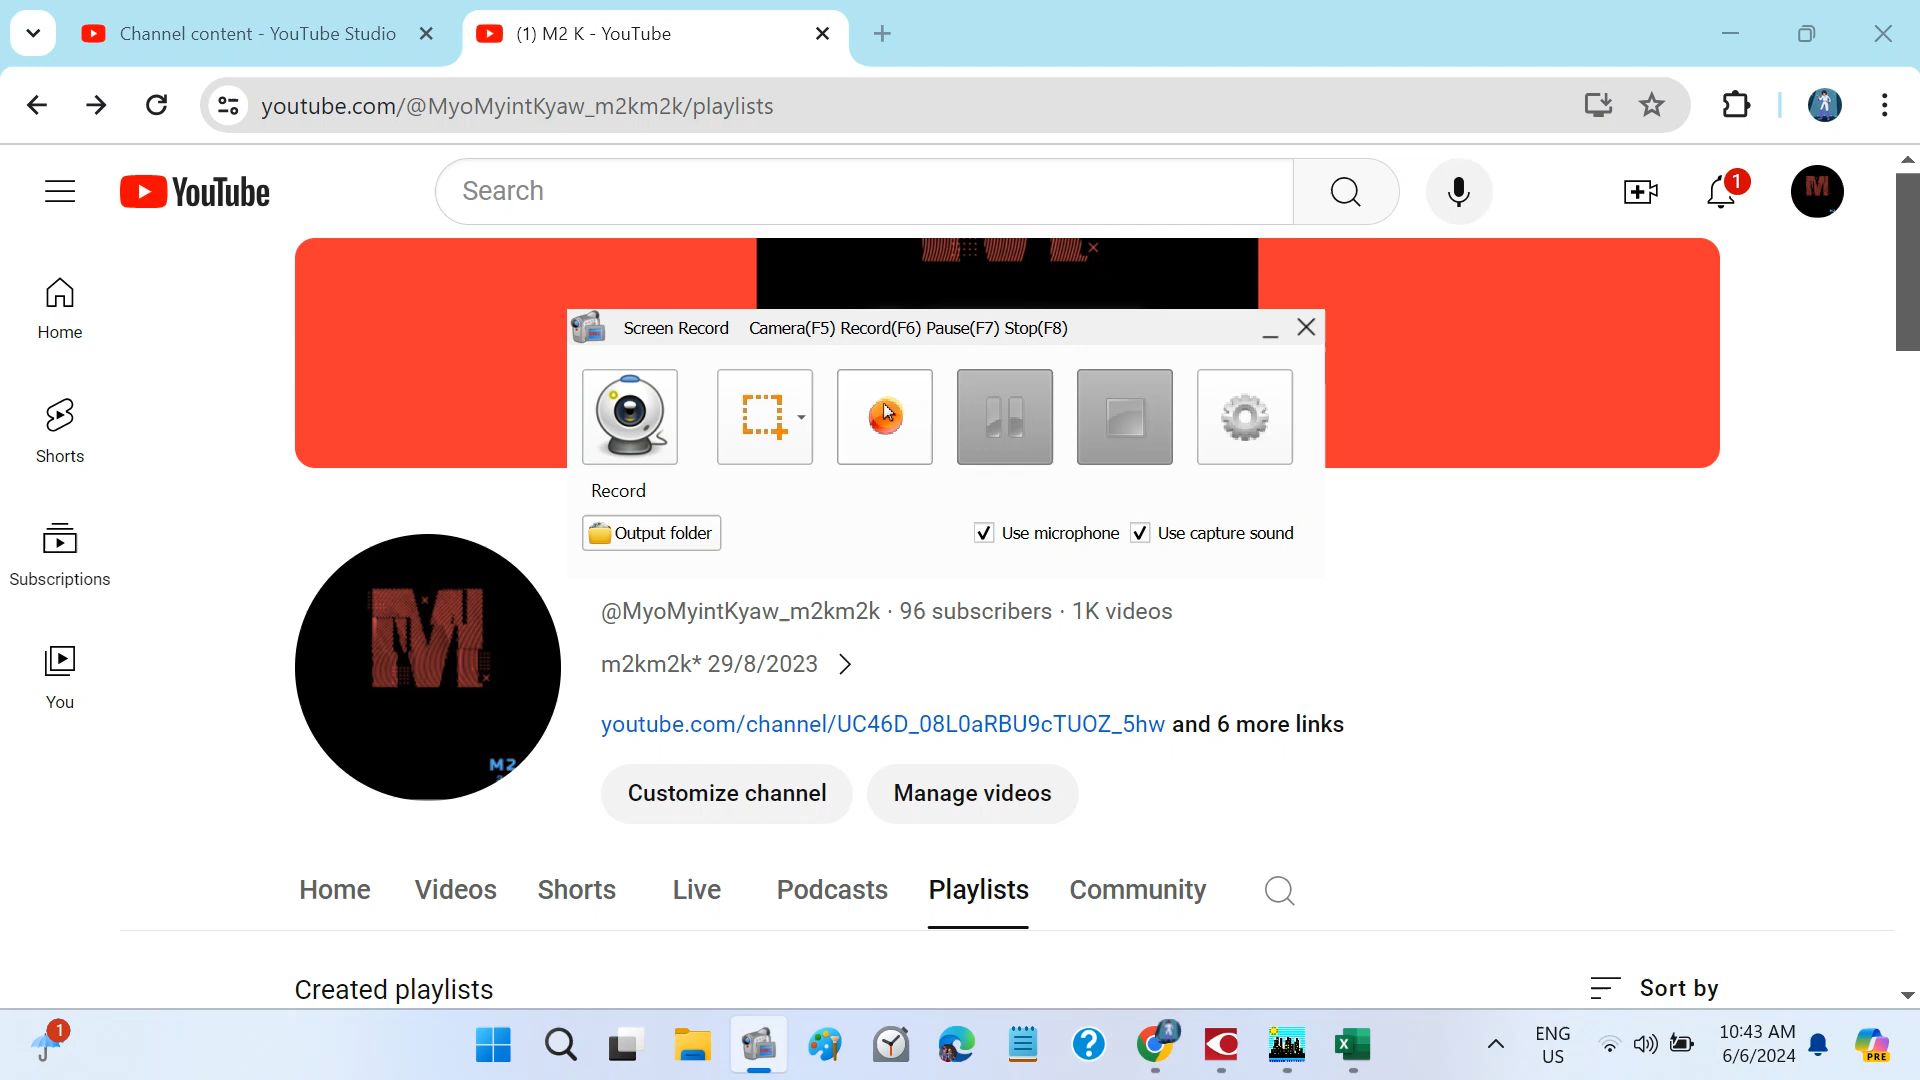 Channel content - YouTube Studio
(1) M2 K - YouTube
youtube.com/@MyoMyintKyaw_m2km2k/playlists
YouTube
Search
1
M
Home
Shorts
Subscriptions
You
Screen Record Camera(F5) Record(F6) Pause(F7) Stop(F8)
Record
Output folder
Use microphone
Use capture sound
M
M2
@MyoMyintKyaw_m2km2k · 96 subscribers · 1K videos
m2km2k* 29/8/2023
youtube.com/channel/UC46D_08L0aRBU9cTUOZ_5hw and 6 more links
Customize channel
Manage videos
Home Videos Shorts Live Podcasts Playlists Community
Created playlists
Sort by
1
ENG
US
10:43 AM
6/6/2024
PRE